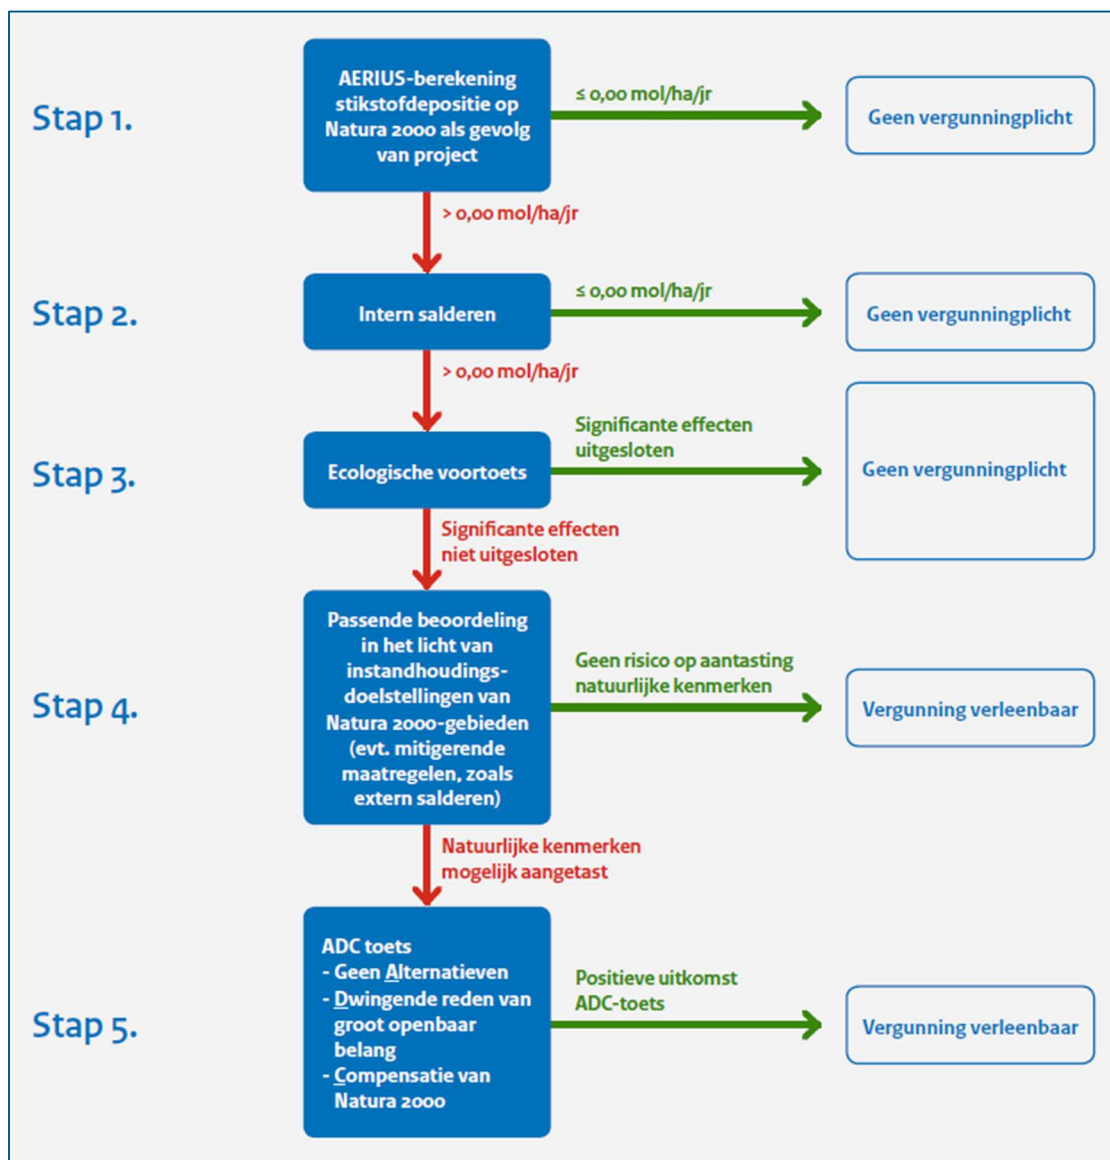 Stap 1.
AERIUS-berekening
stikstofdepositie op
Natura 2000 als gevolg
van project
≤ 0,00 mol/ha/jr
Geen vergunningplicht
> 0,00 mol/ha/jr
Stap 2.
Intern salderen
≤ 0,00 mol/ha/jr
Geen vergunningplicht
> 0,00 mol/ha/jr
Stap 3.
Ecologische voortoets
Significante effecten
uitgesloten
Geen vergunningplicht
Significante effecten
niet uitgesloten
Stap 4.
Passende beoordeling
in het licht van
instandhoudings-
doelstellingen van
Natura 2000-gebieden
(evt. mitigerende
maatregelen, zoals
extern salderen)
Geen risico op aantasting
natuurlijke kenmerken
Vergunning verleenbaar
Natuurlijke kenmerken
mogelijk aangetast
Stap 5.
ADC toets
- Geen Alternatieven
- Dwingende reden van
groot openbaar
belang
- Compensatie van
Natura 2000
Positieve uitkomst
ADC-toets
Vergunning verleenbaar